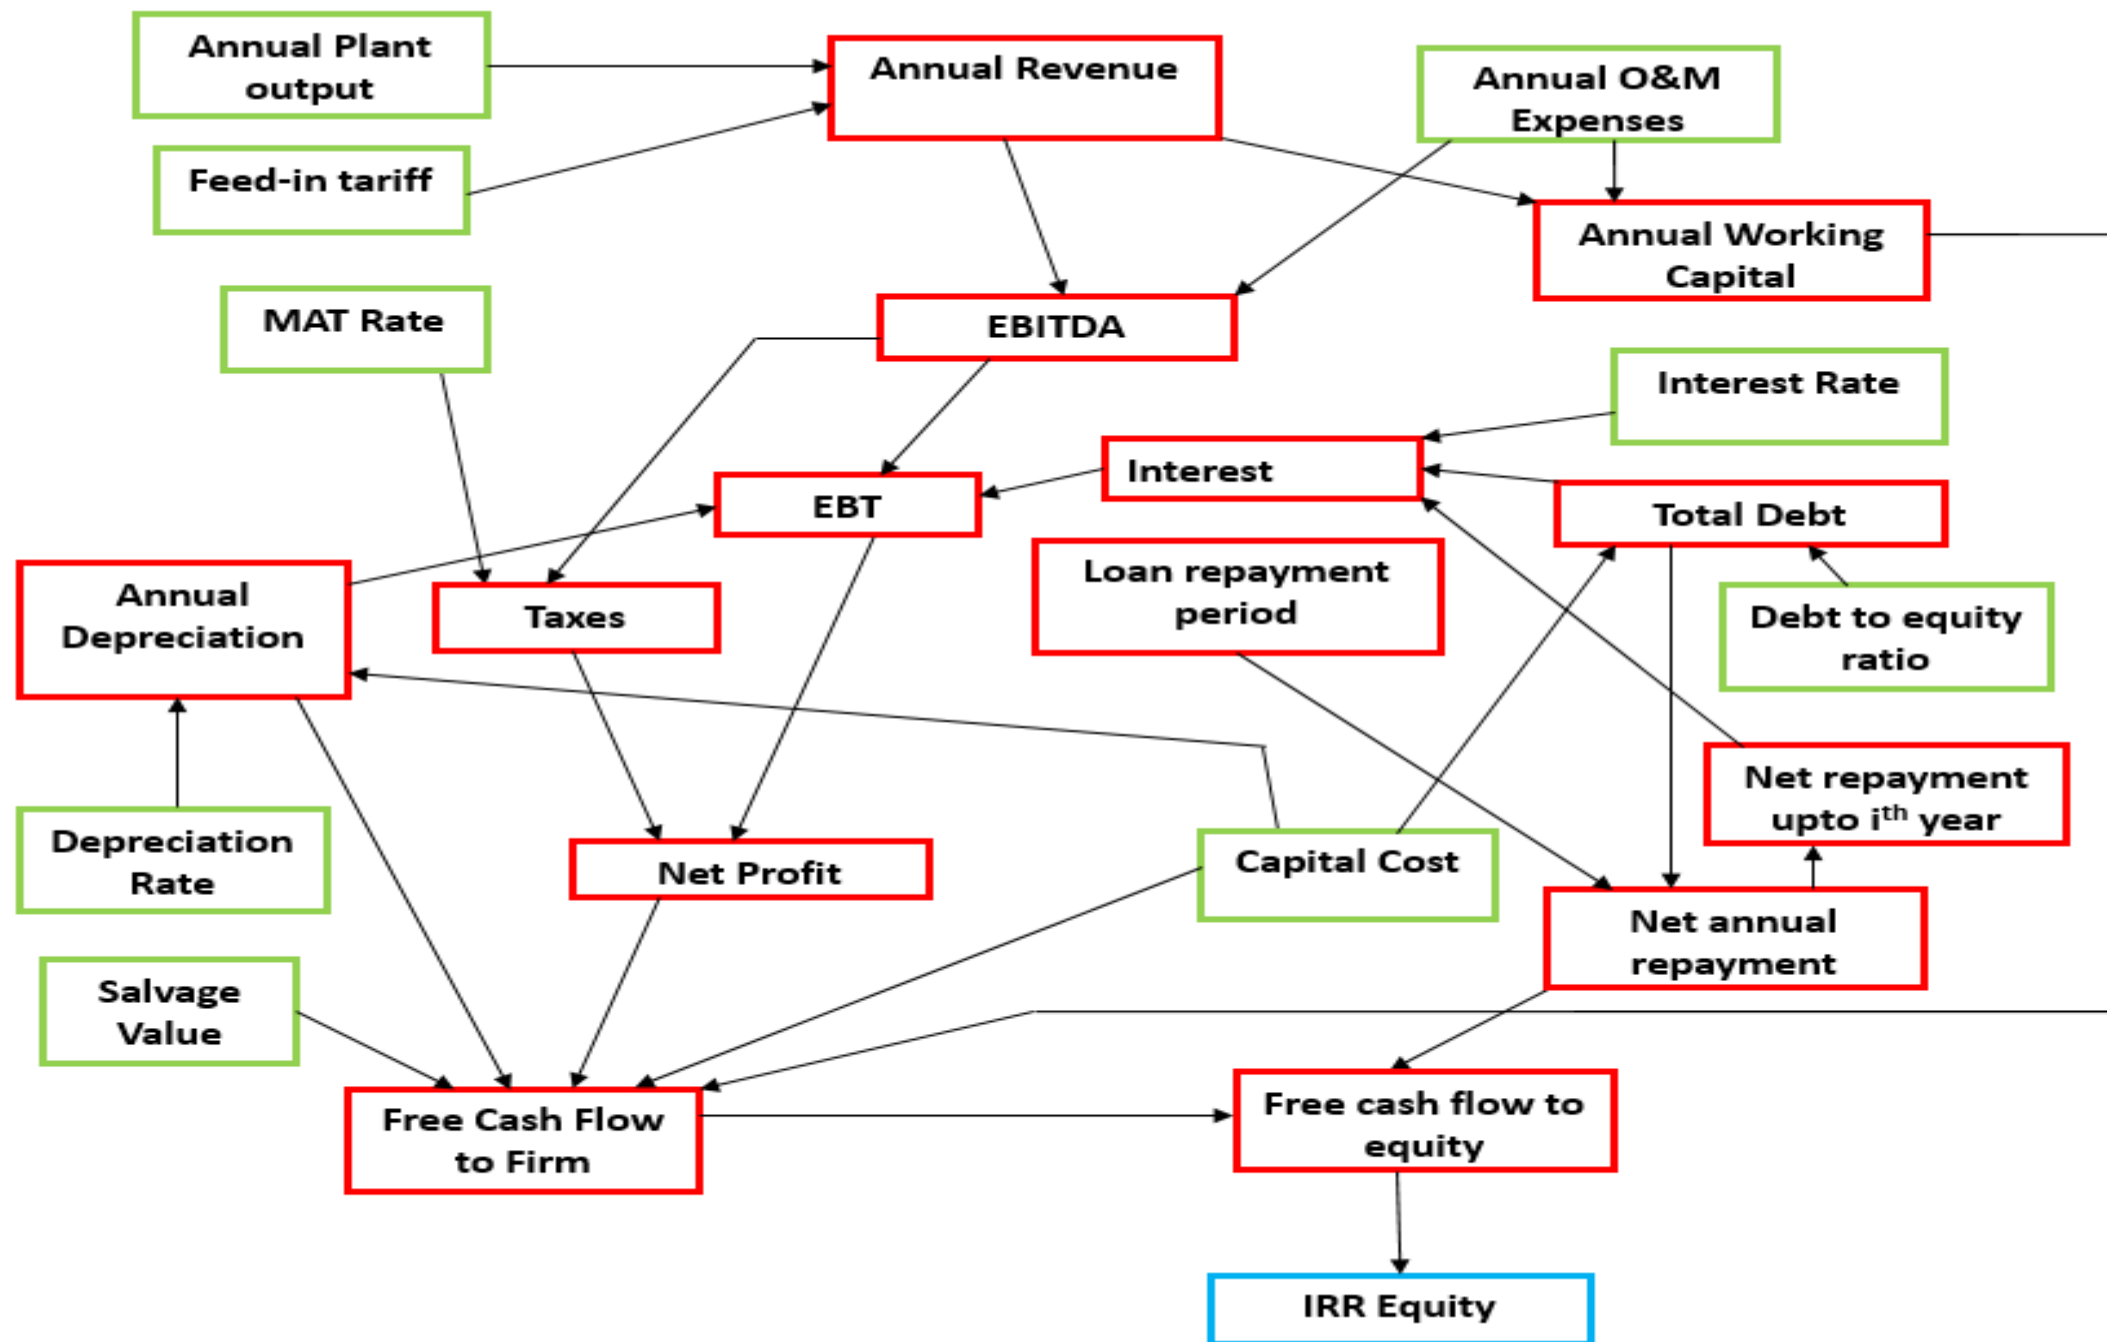 Annual Plant
output
Annual Revenue
Annual O&M
Expenses
Feed-in tariff
Annual Working
Capital
MAT Rate
EBITDA
Interest Rate
Interest
EBT
Total Debt
Loan repayment
period
Annual
Depreciation
Taxes
Debt to equity
ratio
Net repayment
upto iᵗʰ year
Depreciation
Rate
Net Profit
Capital Cost
Net annual
repayment
Salvage
Value
Free Cash Flow
to Firm
Free cash flow to
equity
IRR Equity